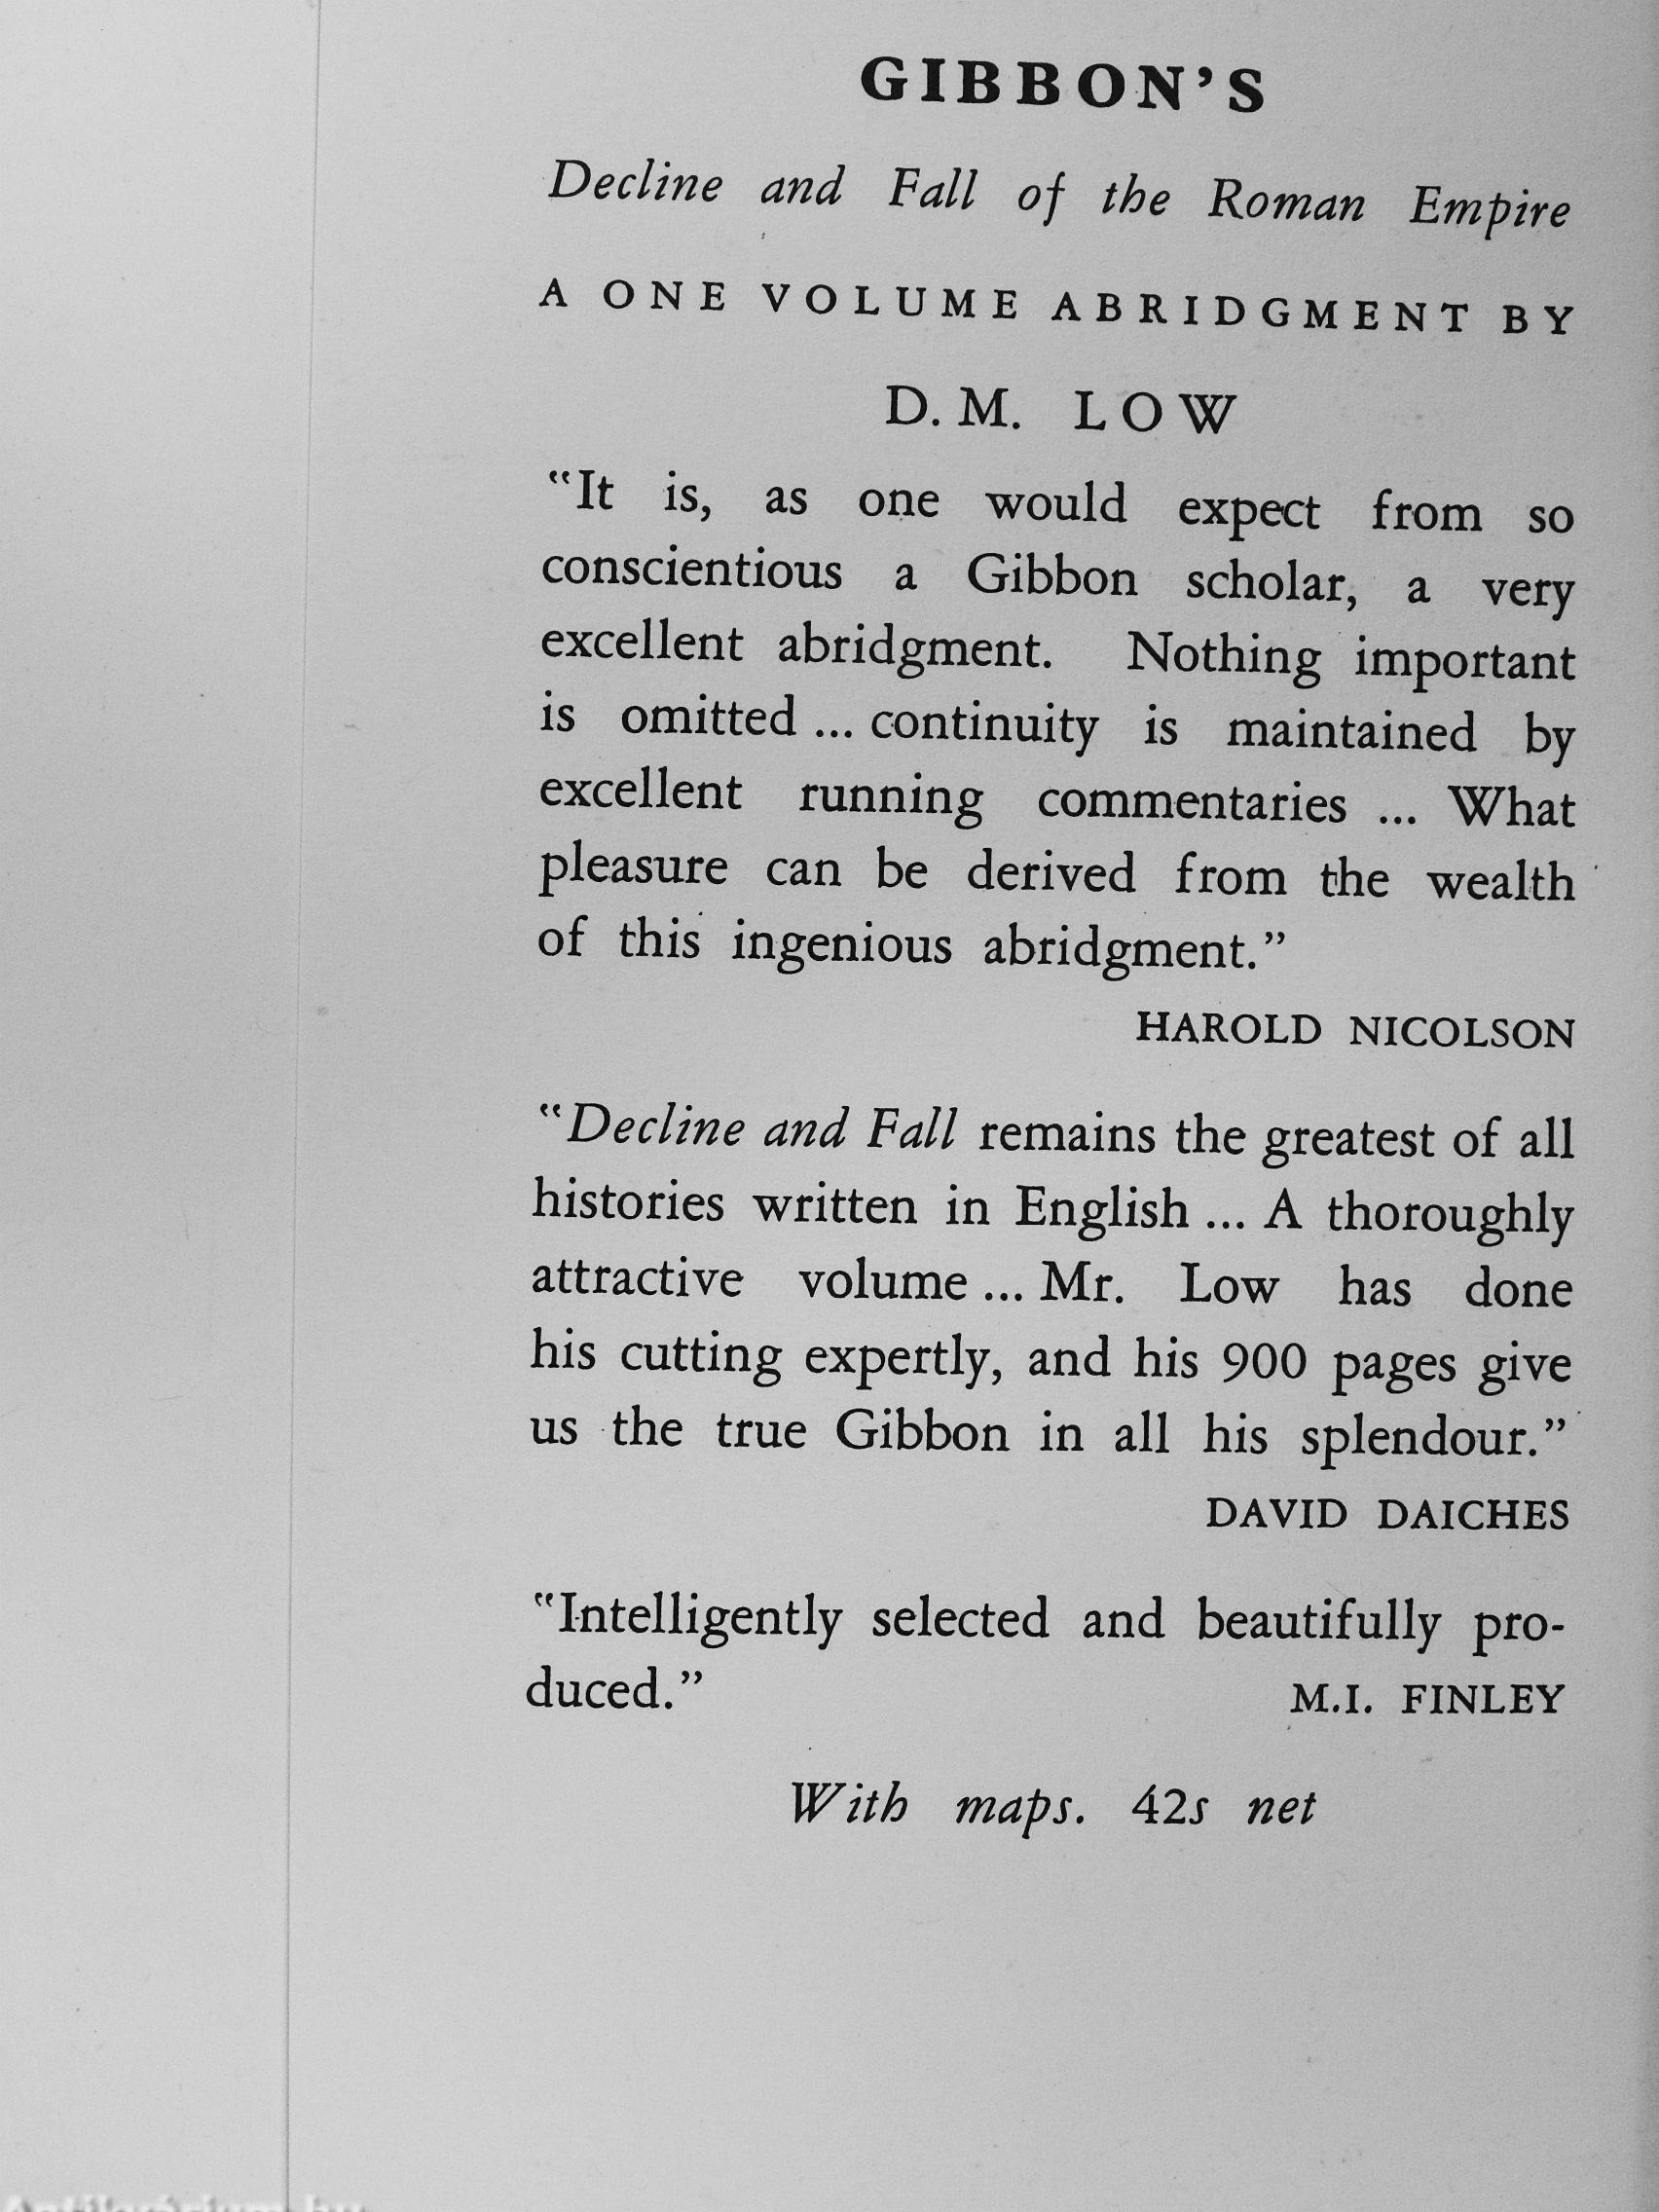 GIBBON'S
Decline and Fall of the Roman Empire
A ONE VOLUME ABRIDGMENT BY
D. M. LOW
“It is, as one would expect from so
conscientious a Gibbon scholar, a very
excellent abridgment. Nothing important
is omitted ... continuity is maintained by
excellent running commentaries ... What
pleasure can be derived from the wealth
of this ingenious abridgment.”
HAROLD NICOLSON
“Decline and Fall remains the greatest of all
histories written in English ... A thoroughly
attractive volume ... Mr. Low has done
his cutting expertly, and his 900 pages give
us the true Gibbon in all his splendour.”
DAVID DAICHES
“Intelligently selected and beautifully pro-
duced.” M.I. FINLEY
With maps. 42s net